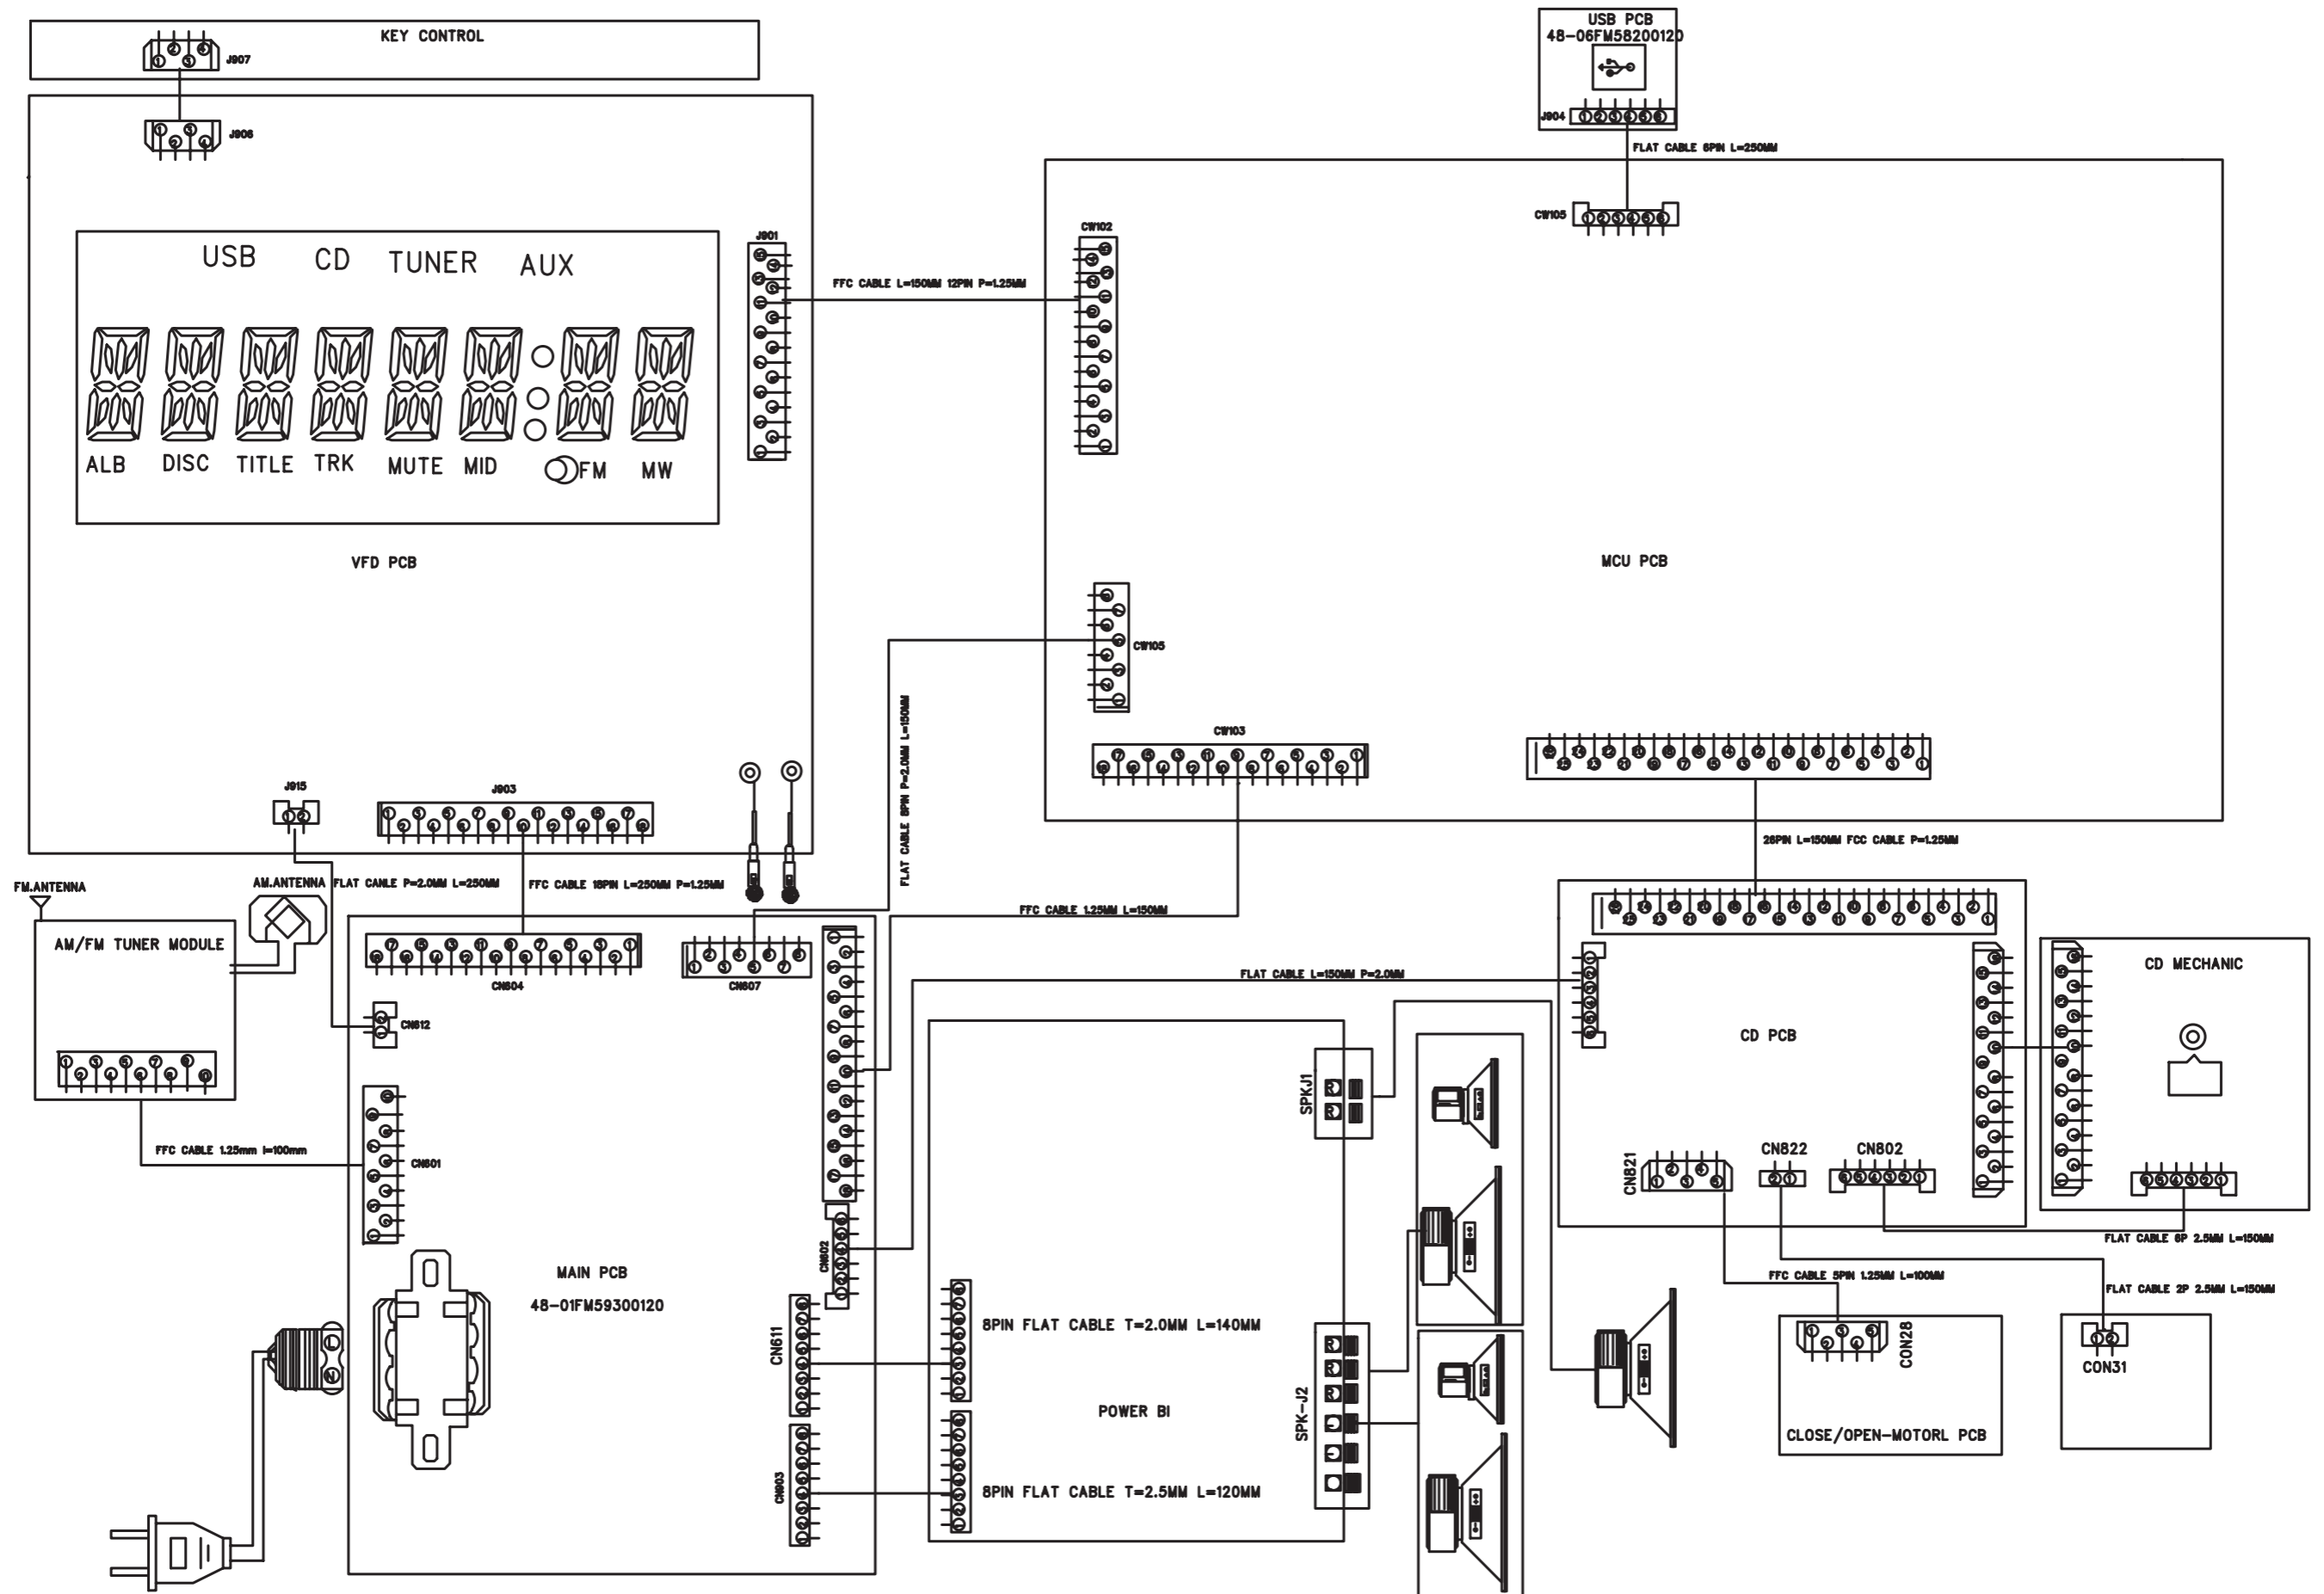 KEY CONTROL
J907
J906
USB PCB
48-06FM58200120
J904
FLAT CABLE 6PIN L=250MM
CW105
USB CD TUNER AUX
J901
FFC CABLE L=150MM 12PIN P=1.25MM
CW102
ALB DISC TITLE TRK MUTE MID FM MW
VFD PCB
MCU PCB
CW105
FLAT CABLE 8PIN P=2.0MM L=150MM
CW103
J915
J903
26PIN L=150MM FCC CABLE P=1.25MM
FM.ANTENNA
AM.ANTENNA
FLAT CANLE P=2.0MM L=250MM
FFC CABLE 18PIN L=250MM P=1.25MM
FFC CABLE 1.25MM L=150MM
AM/FM TUNER MODULE
CN604
CN607
CN612
FLAT CABLE L=150MM P=2.0MM
CD PCB
CD MECHANIC
SPKJ1
FFC CABLE 1.25mm l=100mm
CN601
CN821
CN822
CN802
FLAT CABLE 6P 2.5MM L=150MM
CN602
MAIN PCB
48-01FM59300120
FFC CABLE 5PIN 1.25MM L=100MM
FLAT CABLE 2P 2.5MM L=150MM
CN611
8PIN FLAT CABLE T=2.0MM L=140MM
L
N
CON28
CON31
POWER BI
SPK-J2
CLOSE/OPEN-MOTORL PCB
CN903
8PIN FLAT CABLE T=2.5MM L=120MM